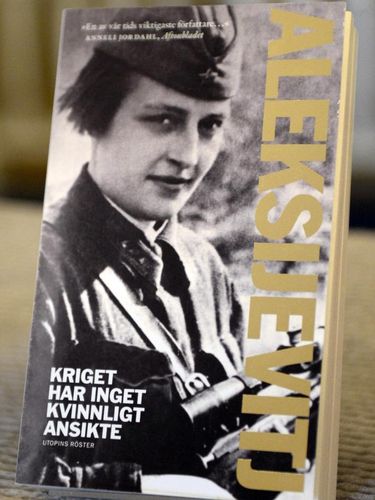 »En av vår tids viktigaste författare...«
ANNELI JORDAHL, Aftonbladet
ALEKSIJEVITJ
KRIGET
HAR INGET
KVINNLIGT
ANSIKTE
UTOPINS RÖSTER